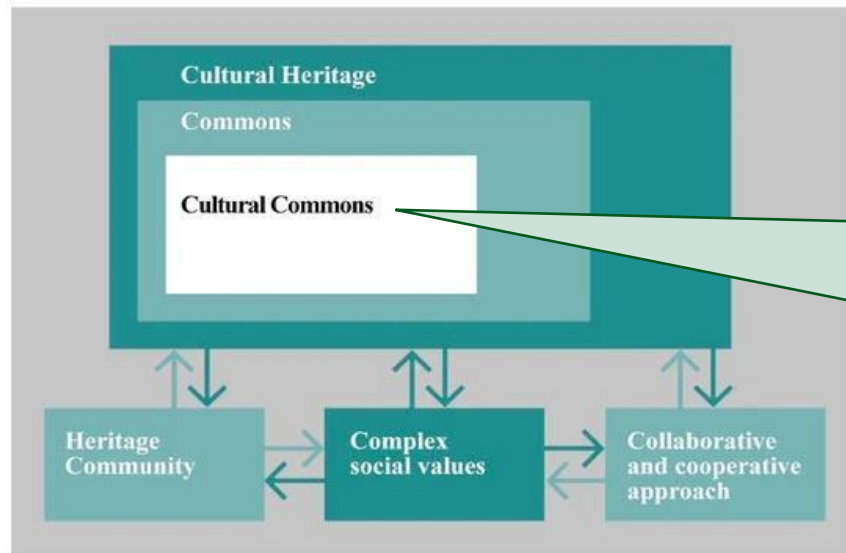 Cultural Heritage
Commons
Cultural Commons
Heritage
Community
Complex
social values
Collaborative
and cooperative
approach